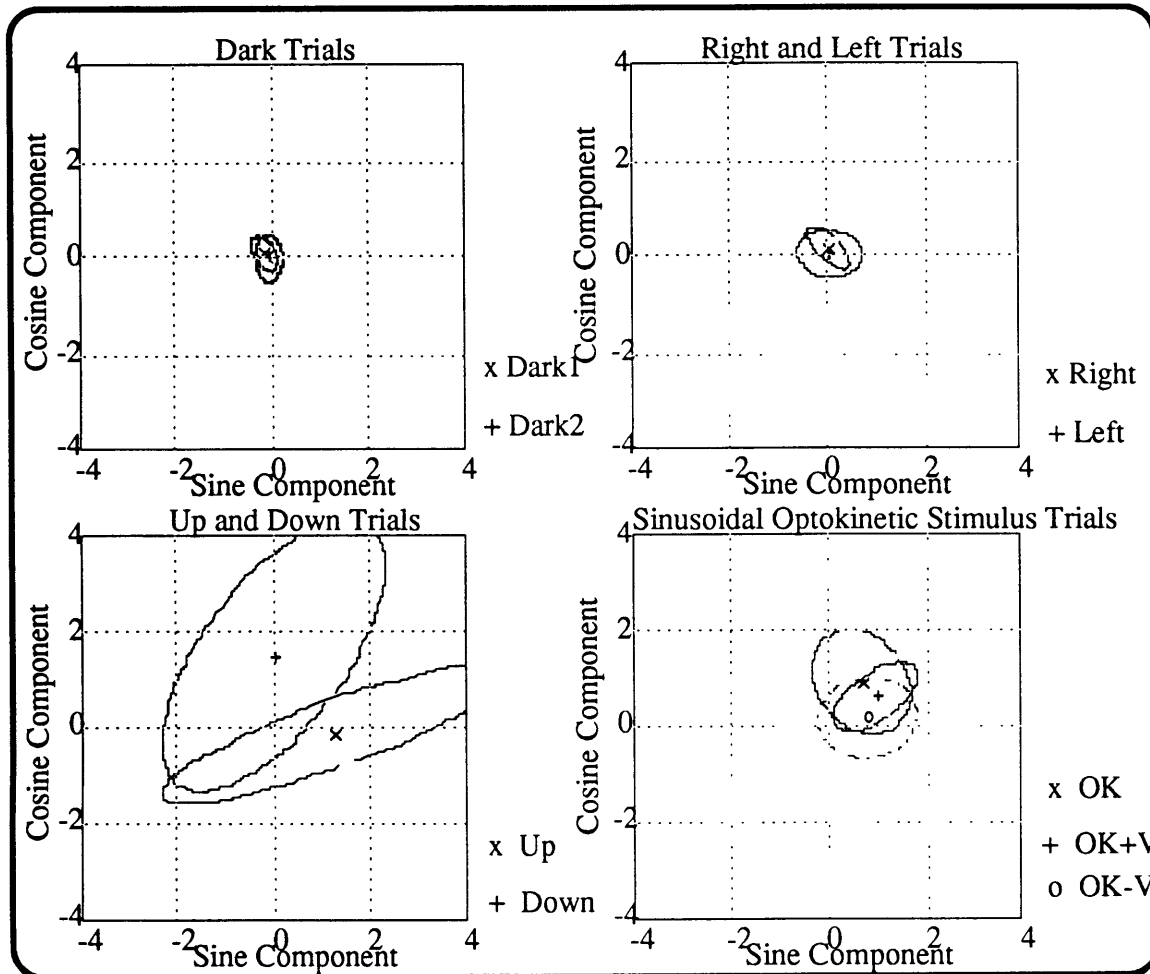 Dark Trials
4
2
0
-2
-4
Cosine Component
-4 -2 0 2 4
Sine Component
x Dark1
+ Dark2
Right and Left Trials
4
2
0
-2
-4
Cosine Component
-4 -2 0 2 4
Sine Component
x Right
+ Left
Up and Down Trials
4
2
0
-2
-4
Cosine Component
-4 -2 0 2 4
Sine Component
x Up
+ Down
Sinusoidal Optokinetic Stimulus Trials
4
2
0
-2
-4
Cosine Component
-4 -2 0 2 4
Sine Component
x OK
+ OK+V
o OK-V